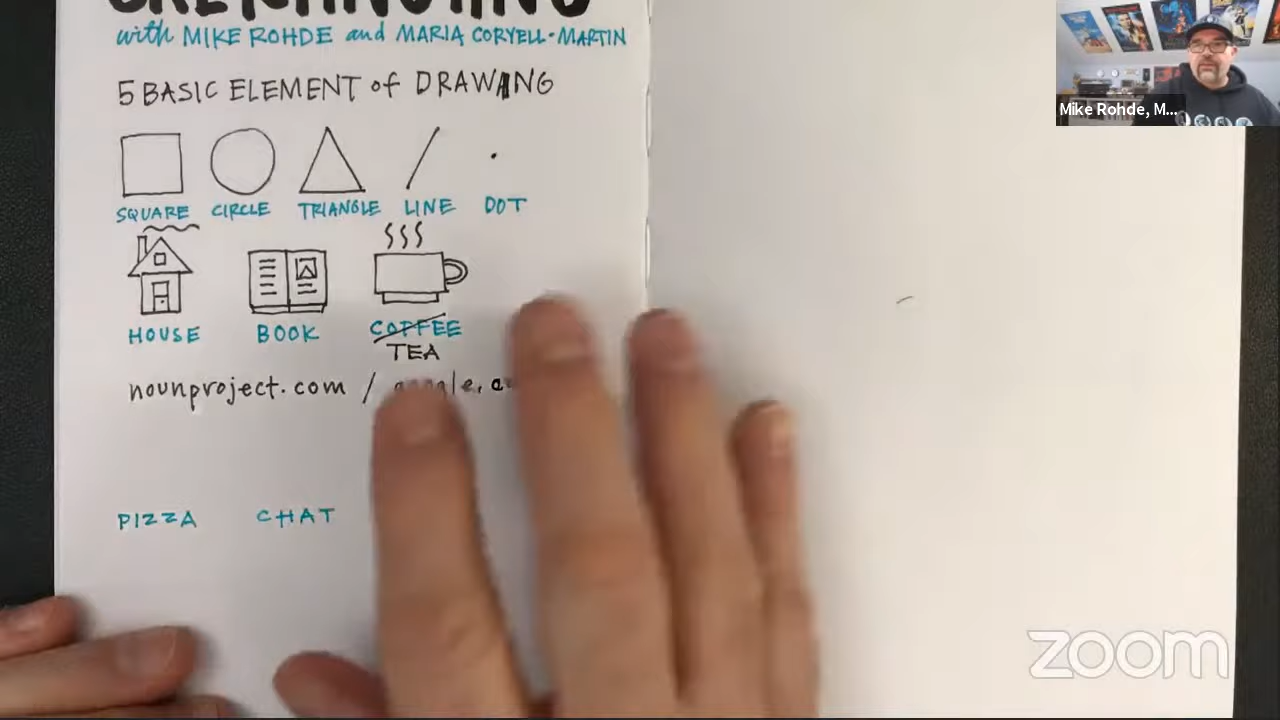 with MIKE ROHDE and MARIA CORYELL-MARTIN
Mike Rohde, M...
5 BASIC ELEMENT of DRAWING
SQUARE CIRCLE TRIANGLE LINE DOT
HOUSE BOOK COFFEE
TEA
nounproject.com /
PIZZA CHAT
zoom